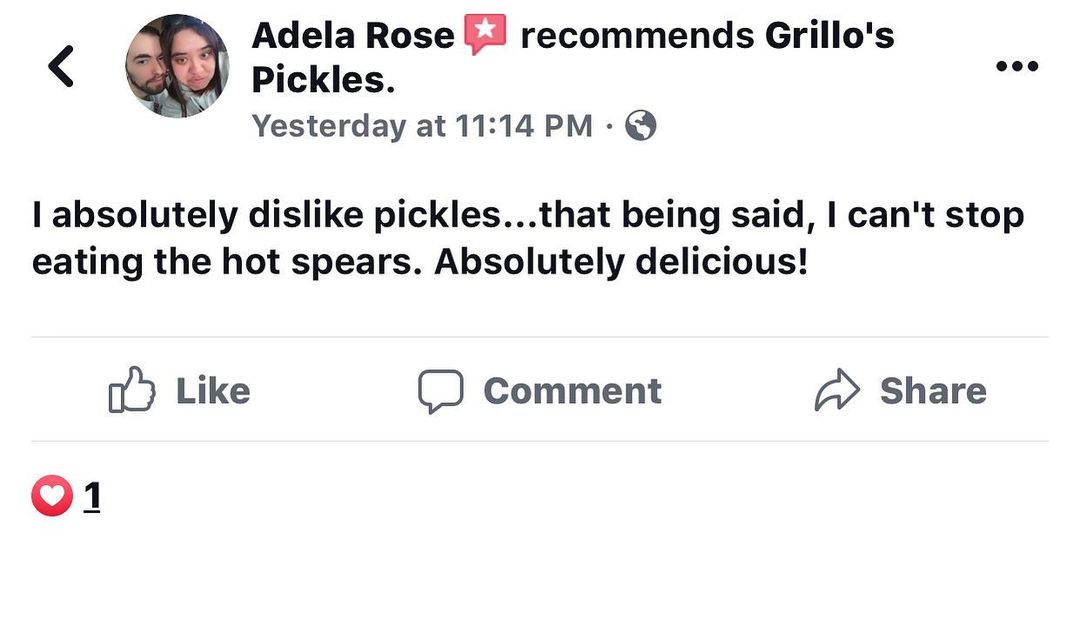 Adela Rose recommends Grillo's
Pickles.
Yesterday at 11:14 PM ·
I absolutely dislike pickles...that being said, I can't stop
eating the hot spears. Absolutely delicious!
Like Comment Share
1